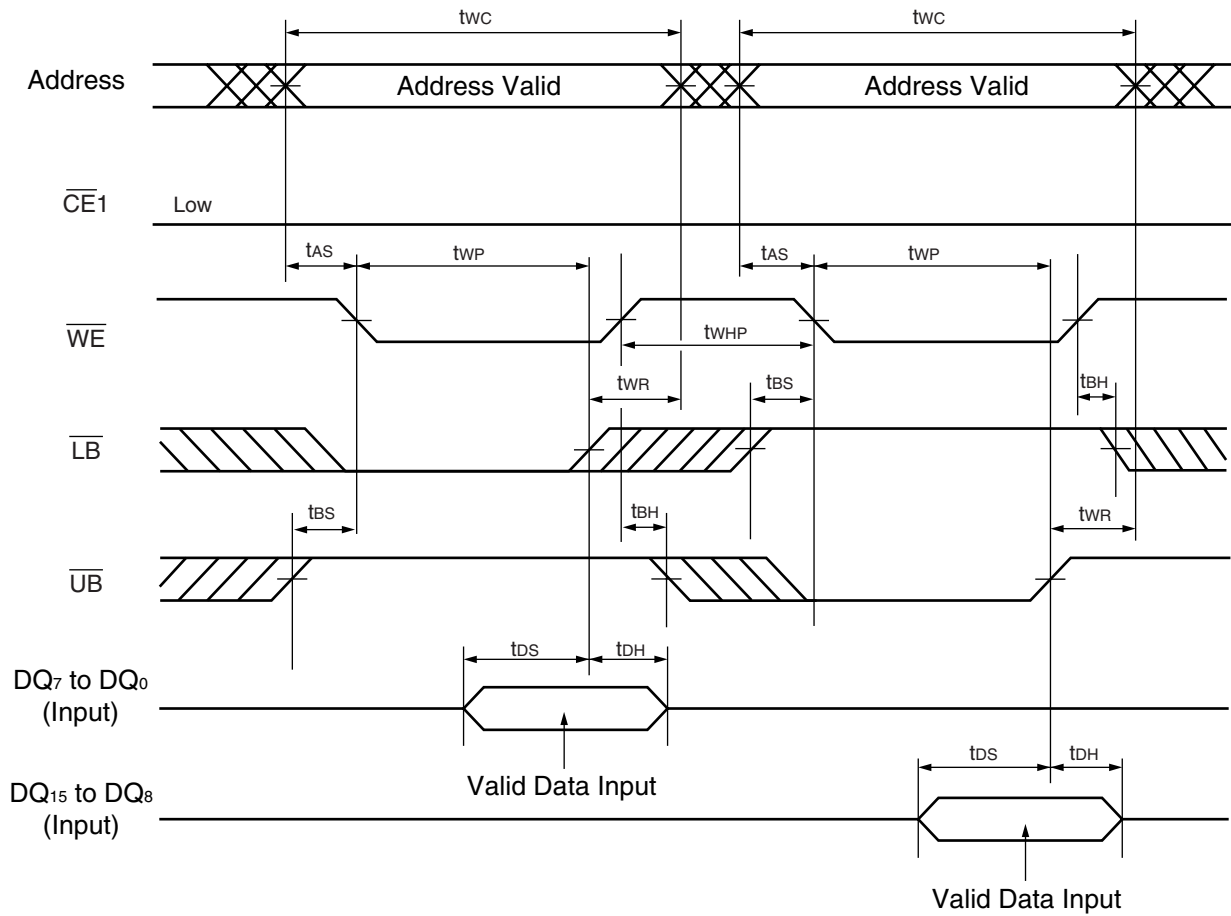 tWC tWC
Address Address Valid Address Valid
CE1 Low
tAS tWP tAS tWP
WE
tWHP
tWR tBS tBH
LB
tBS tBH tWR
UB
tDS tDH
DQ7 to DQ0
(Input)
Valid Data Input
tDS tDH
DQ15 to DQ8
(Input)
Valid Data Input